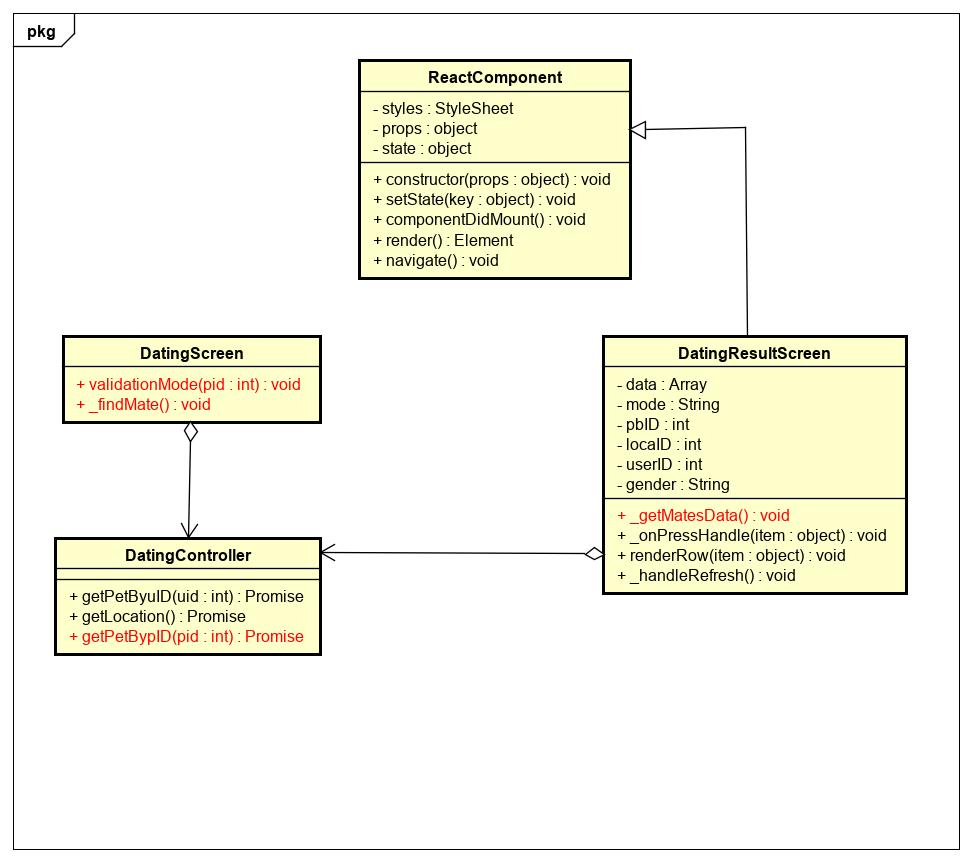 pkg
ReactComponent
- styles : StyleSheet
- props : object
- state : object
+ constructor(props : object) : void
+ setState(key : object) : void
+ componentDidMount() : void
+ render() : Element
+ navigate() : void
DatingScreen
+ validationMode(pid : int) : void
+ _findMate() : void
DatingResultScreen
- data : Array
- mode : String
- pbID : int
- locaID : int
- userID : int
- gender : String
+ _getMatesData() : void
+ _onPressHandle(item : object) : void
+ renderRow(item : object) : void
+ _handleRefresh() : void
DatingController
+ getPetByuID(uid : int) : Promise
+ getLocation() : Promise
+ getPetBypID(pid : int) : Promise